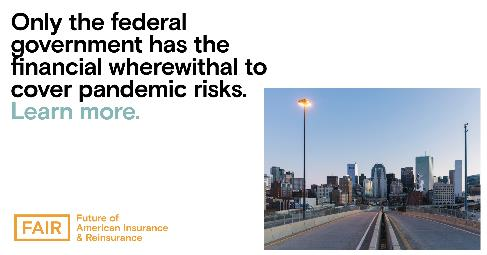 Only the federal
government has the
financial wherewithal to
cover pandemic risks.
Learn more.
FAIR
Future of
American Insurance
& Reinsurance